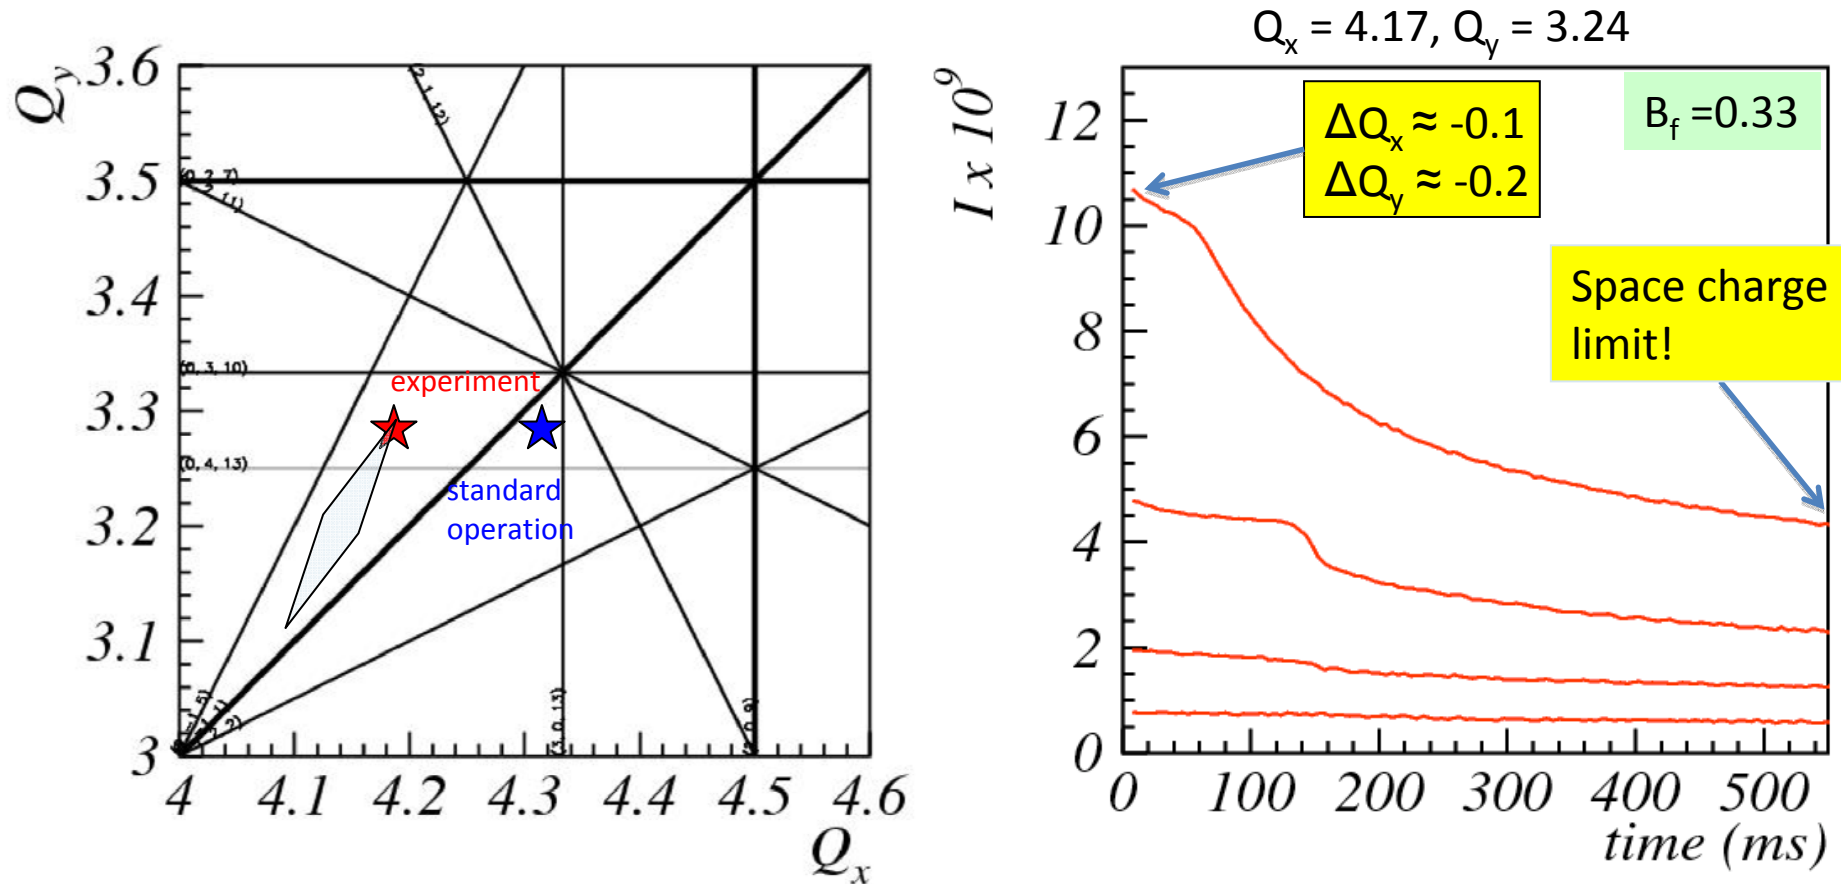 Qx = 4.17, Qy = 3.24
Qy
3.6
3.5
3.4
3.3
3.2
3.1
3
4
4.1
4.2
4.3
4.4
4.5
4.6
Qx
(0, 3, 10)
(0, 4, 13)
experiment
standard
operation
I x 10⁹
12
10
8
6
4
2
0
ΔQx ≈ -0.1
ΔQy ≈ -0.2
Bf =0.33
Space charge
limit!
0
100
200
300
400
500
time (ms)